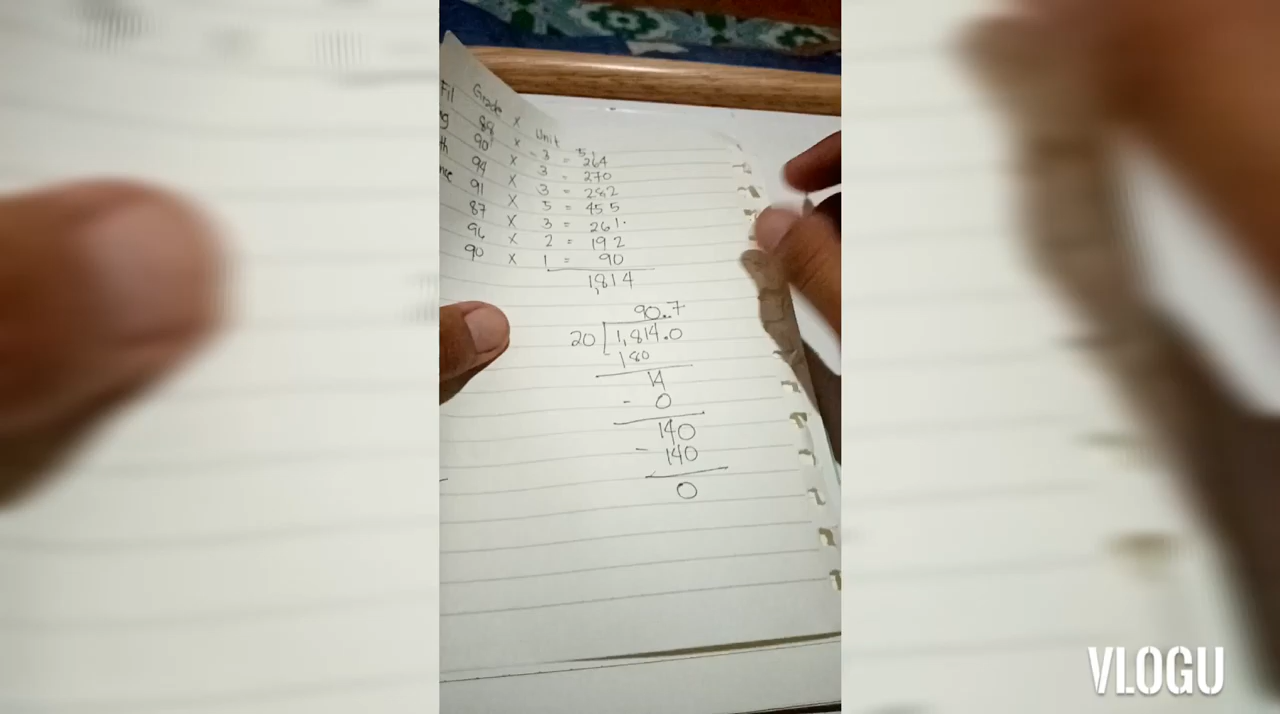 Fil Grade x Unit
88 x 3 = 264
90 x 3 = 270
94 x 3 = 282
91 x 5 = 455
87 x 3 = 261
96 x 2 = 192
90 x 1 = 90
1,814
90.7
20 1,814.0
180
14
- 0
140
- 140
0
VLOGU